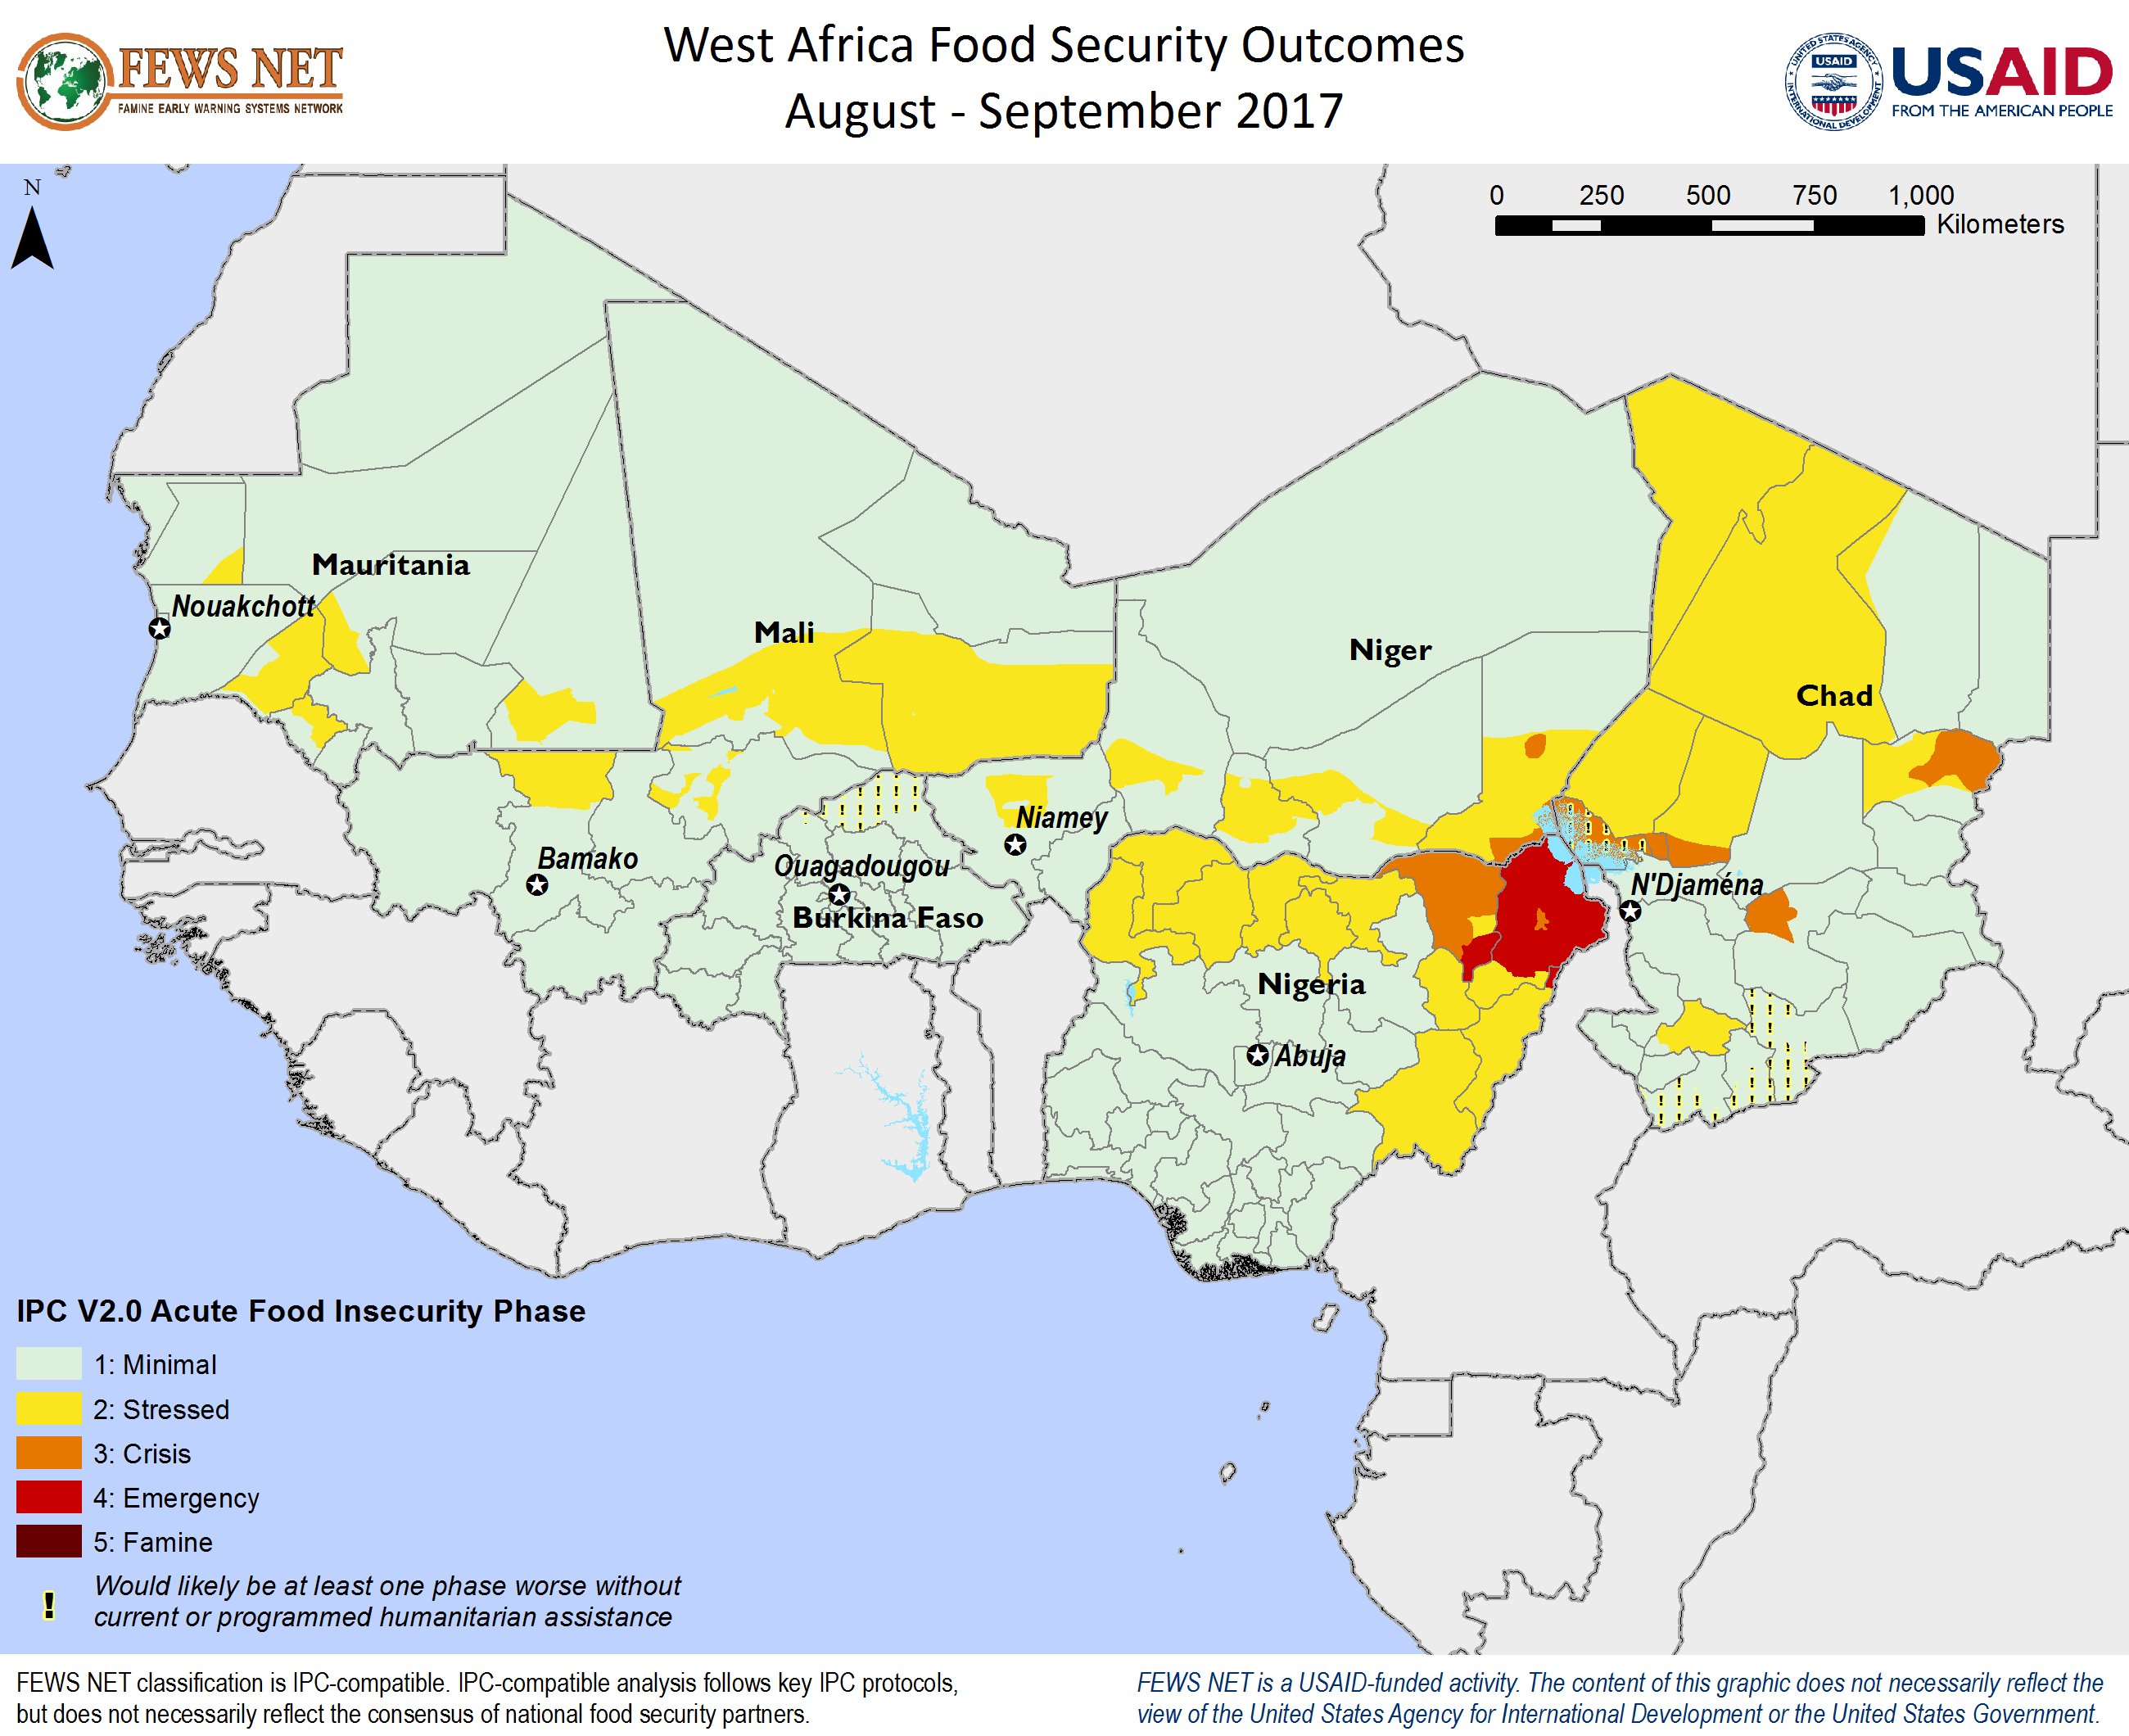 FEWS NET
FAMINE EARLY WARNING SYSTEMS NETWORK
West Africa Food Security Outcomes
August - September 2017
UNITED STATES AGENCY
INTERNATIONAL DEVELOPMENT
USAID
USAID
FROM THE AMERICAN PEOPLE
N
0 250 500 750 1,000
Kilometers
Mauritania
Nouakchott
Mali
Niger
Chad
Niamey
Bamako
Ouagadougou
Burkina Faso
N'Djaména
Nigeria
Abuja
IPC V2.0 Acute Food Insecurity Phase
1: Minimal
2: Stressed
3: Crisis
4: Emergency
5: Famine
! Would likely be at least one phase worse without
current or programmed humanitarian assistance
FEWS NET classification is IPC-compatible. IPC-compatible analysis follows key IPC protocols,
but does not necessarily reflect the consensus of national food security partners.
FEWS NET is a USAID-funded activity. The content of this graphic does not necessarily reflect the
view of the United States Agency for International Development or the United States Government.